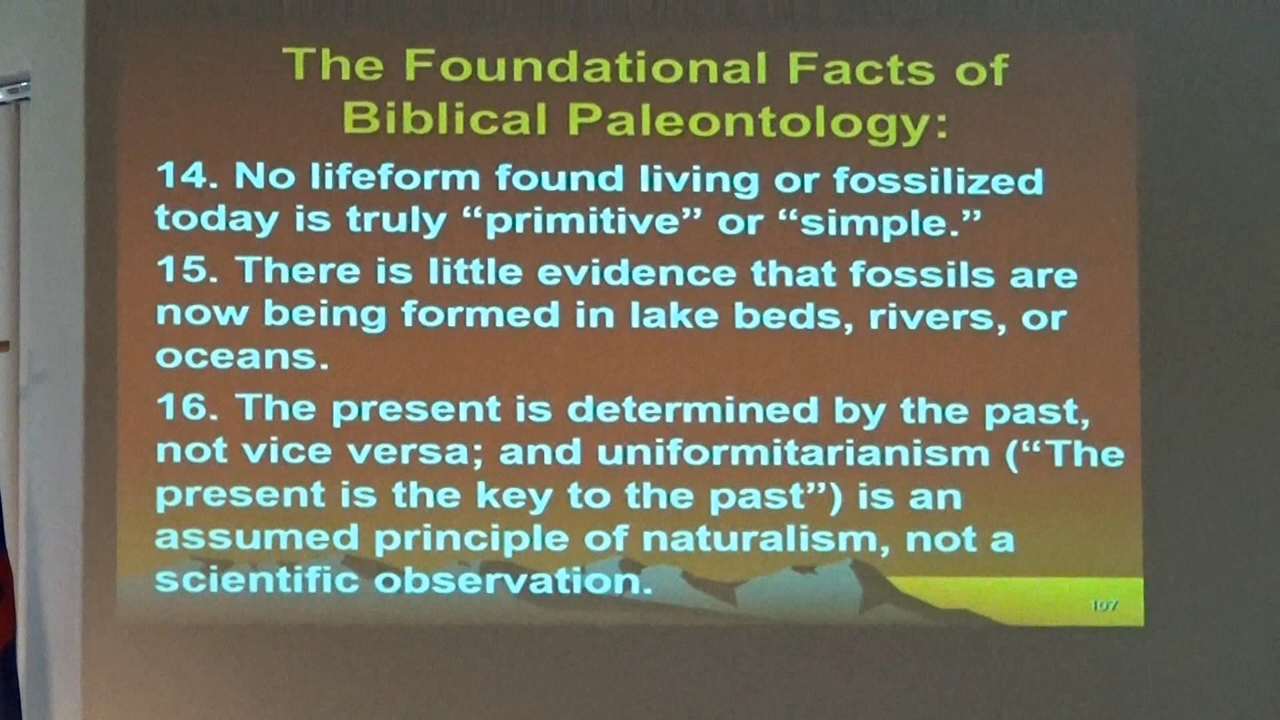 The Foundational Facts of
Biblical Paleontology:
14. No lifeform found living or fossilized
today is truly “primitive” or “simple.”
15. There is little evidence that fossils are
now being formed in lake beds, rivers, or
oceans.
16. The present is determined by the past,
not vice versa; and uniformitarianism (“The
present is the key to the past”) is an
assumed principle of naturalism, not a
scientific observation.
107